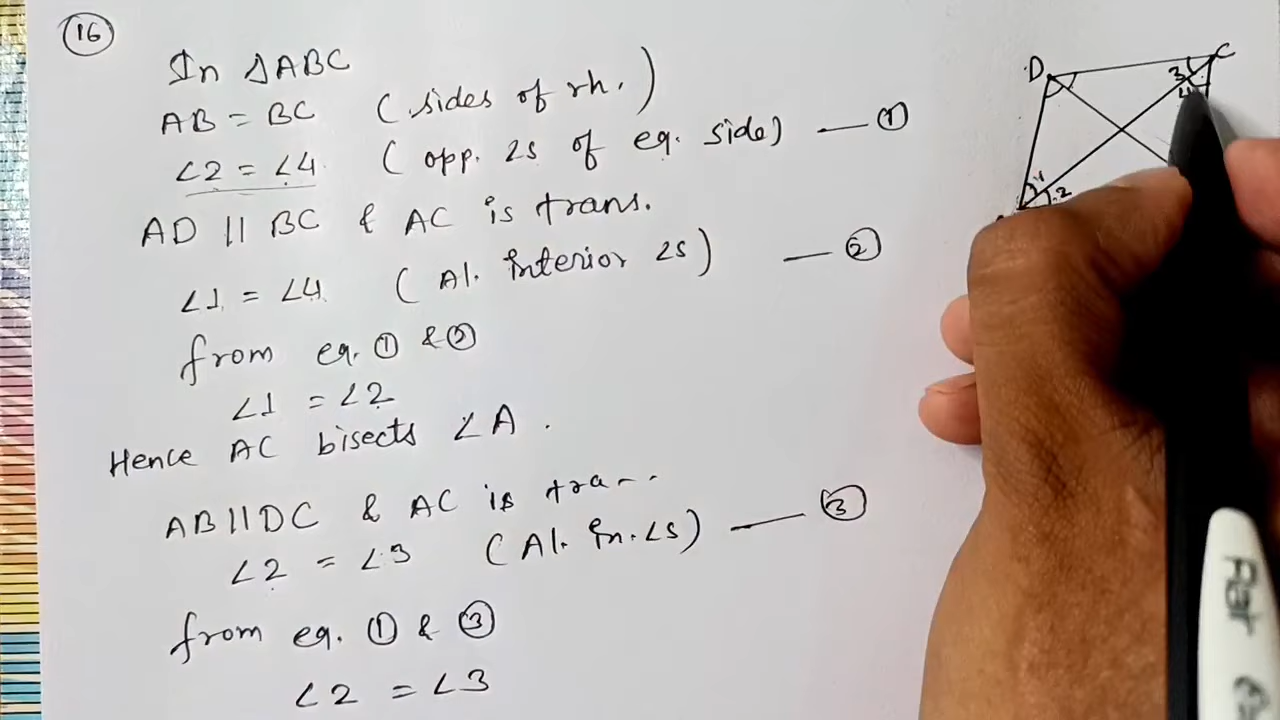 16
In ΔABC
AB = BC (sides of rh.)
∠2 = ∠4 (opp. ∠s of eq. side) — ①
AD || BC & AC is trans.
∠1 = ∠4 (Al. interior ∠s) — ②
from eq. ① & ②
∠1 = ∠2
Hence AC bisects ∠A.
AB || DC & AC is tra--
∠2 = ∠3 (Al. in. ∠s) — ③
from eq. ① & ③
∠2 = ∠3
D
C
3
4
1
2